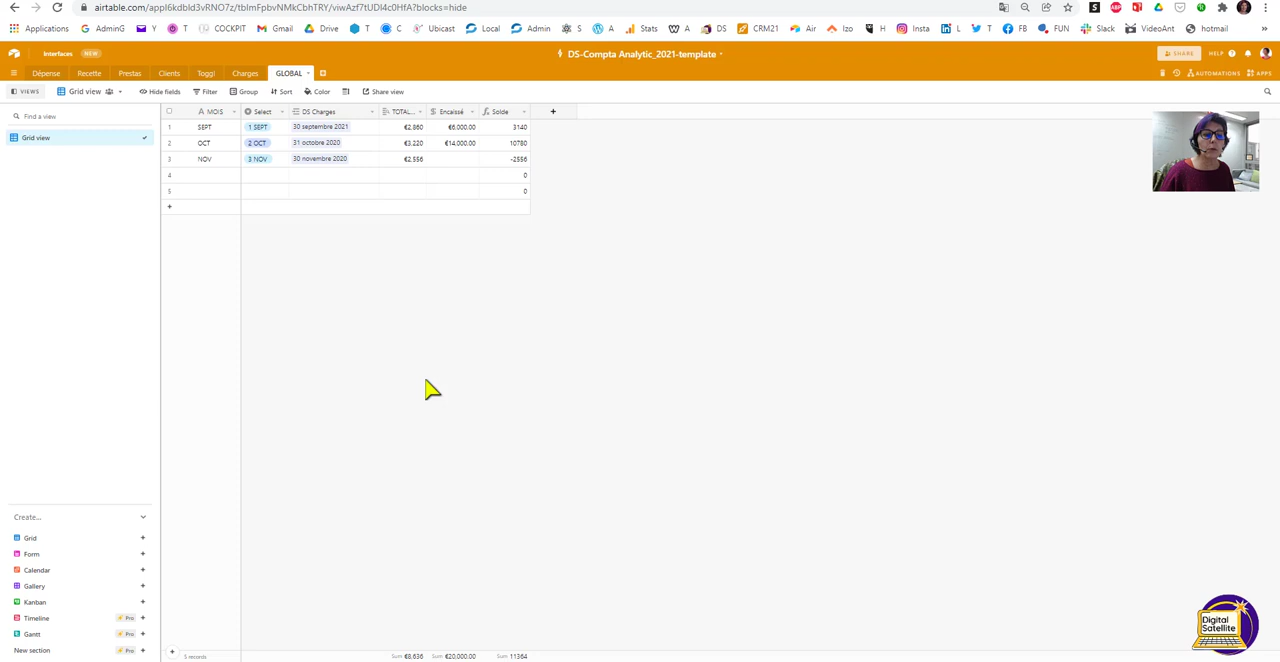 airtable.com/appI6kdbId3vRNO7z/tblmFpbvNMkCbhTRY/viwAzf7tUDl4c0HfA?blocks=hide
Applications AdminG Y T COCKPIT Gmail Drive T C Ubicast Local Admin S A Stats A DS CRM21 Air Izo H Insta L T FB FUN Slack VideoAnt hotmail »
Interfaces NEW DS-Compta Analytic_2021-template SHARE HELP
Dépense Recette Prestas Clients Toggl Charges GLOBAL AUTOMATIONS APPS
VIEWS Grid view Hide fields Filter Group Sort Color Share view
Find a view
Grid view
MOIS Select DS Charges TOTAL... Encaissé Solde
1 SEPT 1 SEPT 30 septembre 2021 €2,860 €6,000.00 3140
2 OCT 2 OCT 31 octobre 2020 €3,220 €14,000.00 10780
3 NOV 3 NOV 30 novembre 2020 €2,556 -2556
4 0
5 0
+
Create...
Grid +
Form +
Calendar +
Gallery +
Kanban +
Timeline Pro +
Gantt Pro +
New section Pro +
+ 5 records Sum €8,636 Sum €20,000.00 Sum 11364
Digital
Satellite